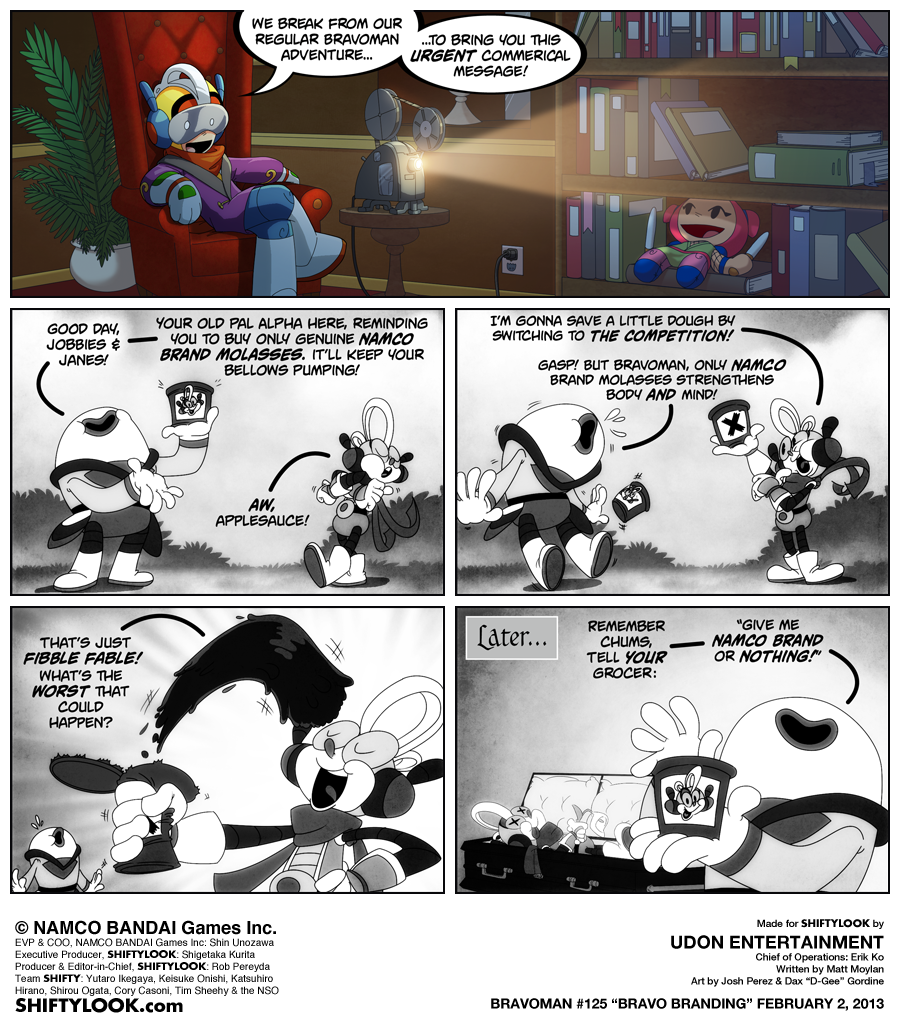 WE BREAK FROM OUR
REGULAR BRAVOMAN
ADVENTURE...
...TO BRING YOU THIS
URGENT COMMERICAL
MESSAGE!
GOOD DAY,
JOBBIES &
JANES!
YOUR OLD PAL ALPHA HERE, REMINDING
YOU TO BUY ONLY GENUINE NAMCO
BRAND MOLASSES. IT'LL KEEP YOUR
BELLOWS PUMPING!
AW,
APPLESAUCE!
I'M GONNA SAVE A LITTLE DOUGH BY
SWITCHING TO THE COMPETITION!
GASP! BUT BRAVOMAN, ONLY NAMCO
BRAND MOLASSES STRENGTHENS
BODY AND MIND!
X
THAT'S JUST
FIBBLE FABLE!
WHAT'S THE
WORST THAT
COULD
HAPPEN?
Later...
REMEMBER
CHUMS,
TELL YOUR
GROCER:
"GIVE ME
NAMCO BRAND
OR NOTHING!"
© NAMCO BANDAI Games Inc.
EVP & COO, NAMCO BANDAI Games Inc: Shin Unozawa
Executive Producer, SHIFTYLOOK: Shigetaka Kurita
Producer & Editor-in-Chief, SHIFTYLOOK: Rob Pereyda
Team SHIFTY: Yutaro Ikegaya, Keisuke Onishi, Katsuhiro
Hirano, Shirou Ogata, Cory Casoni, Tim Sheehy & the NSO
SHIFTYLOOK.com
Made for SHIFTYLOOK by
UDON ENTERTAINMENT
Chief of Operations: Erik Ko
Written by Matt Moylan
Art by Josh Perez & Dax "D-Gee" Gordine
BRAVOMAN #125 "BRAVO BRANDING" FEBRUARY 2, 2013